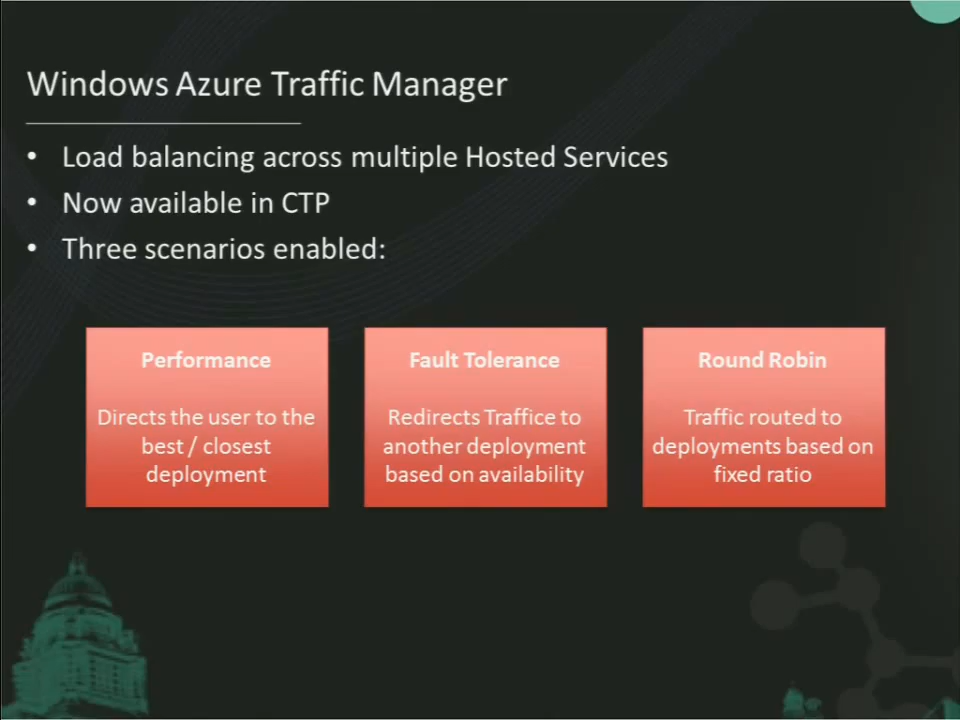 Windows Azure Traffic Manager
• Load balancing across multiple Hosted Services
• Now available in CTP
• Three scenarios enabled:
Performance
Directs the user to the
best / closest
deployment
Fault Tolerance
Redirects Traffice to
another deployment
based on availability
Round Robin
Traffic routed to
deployments based on
fixed ratio